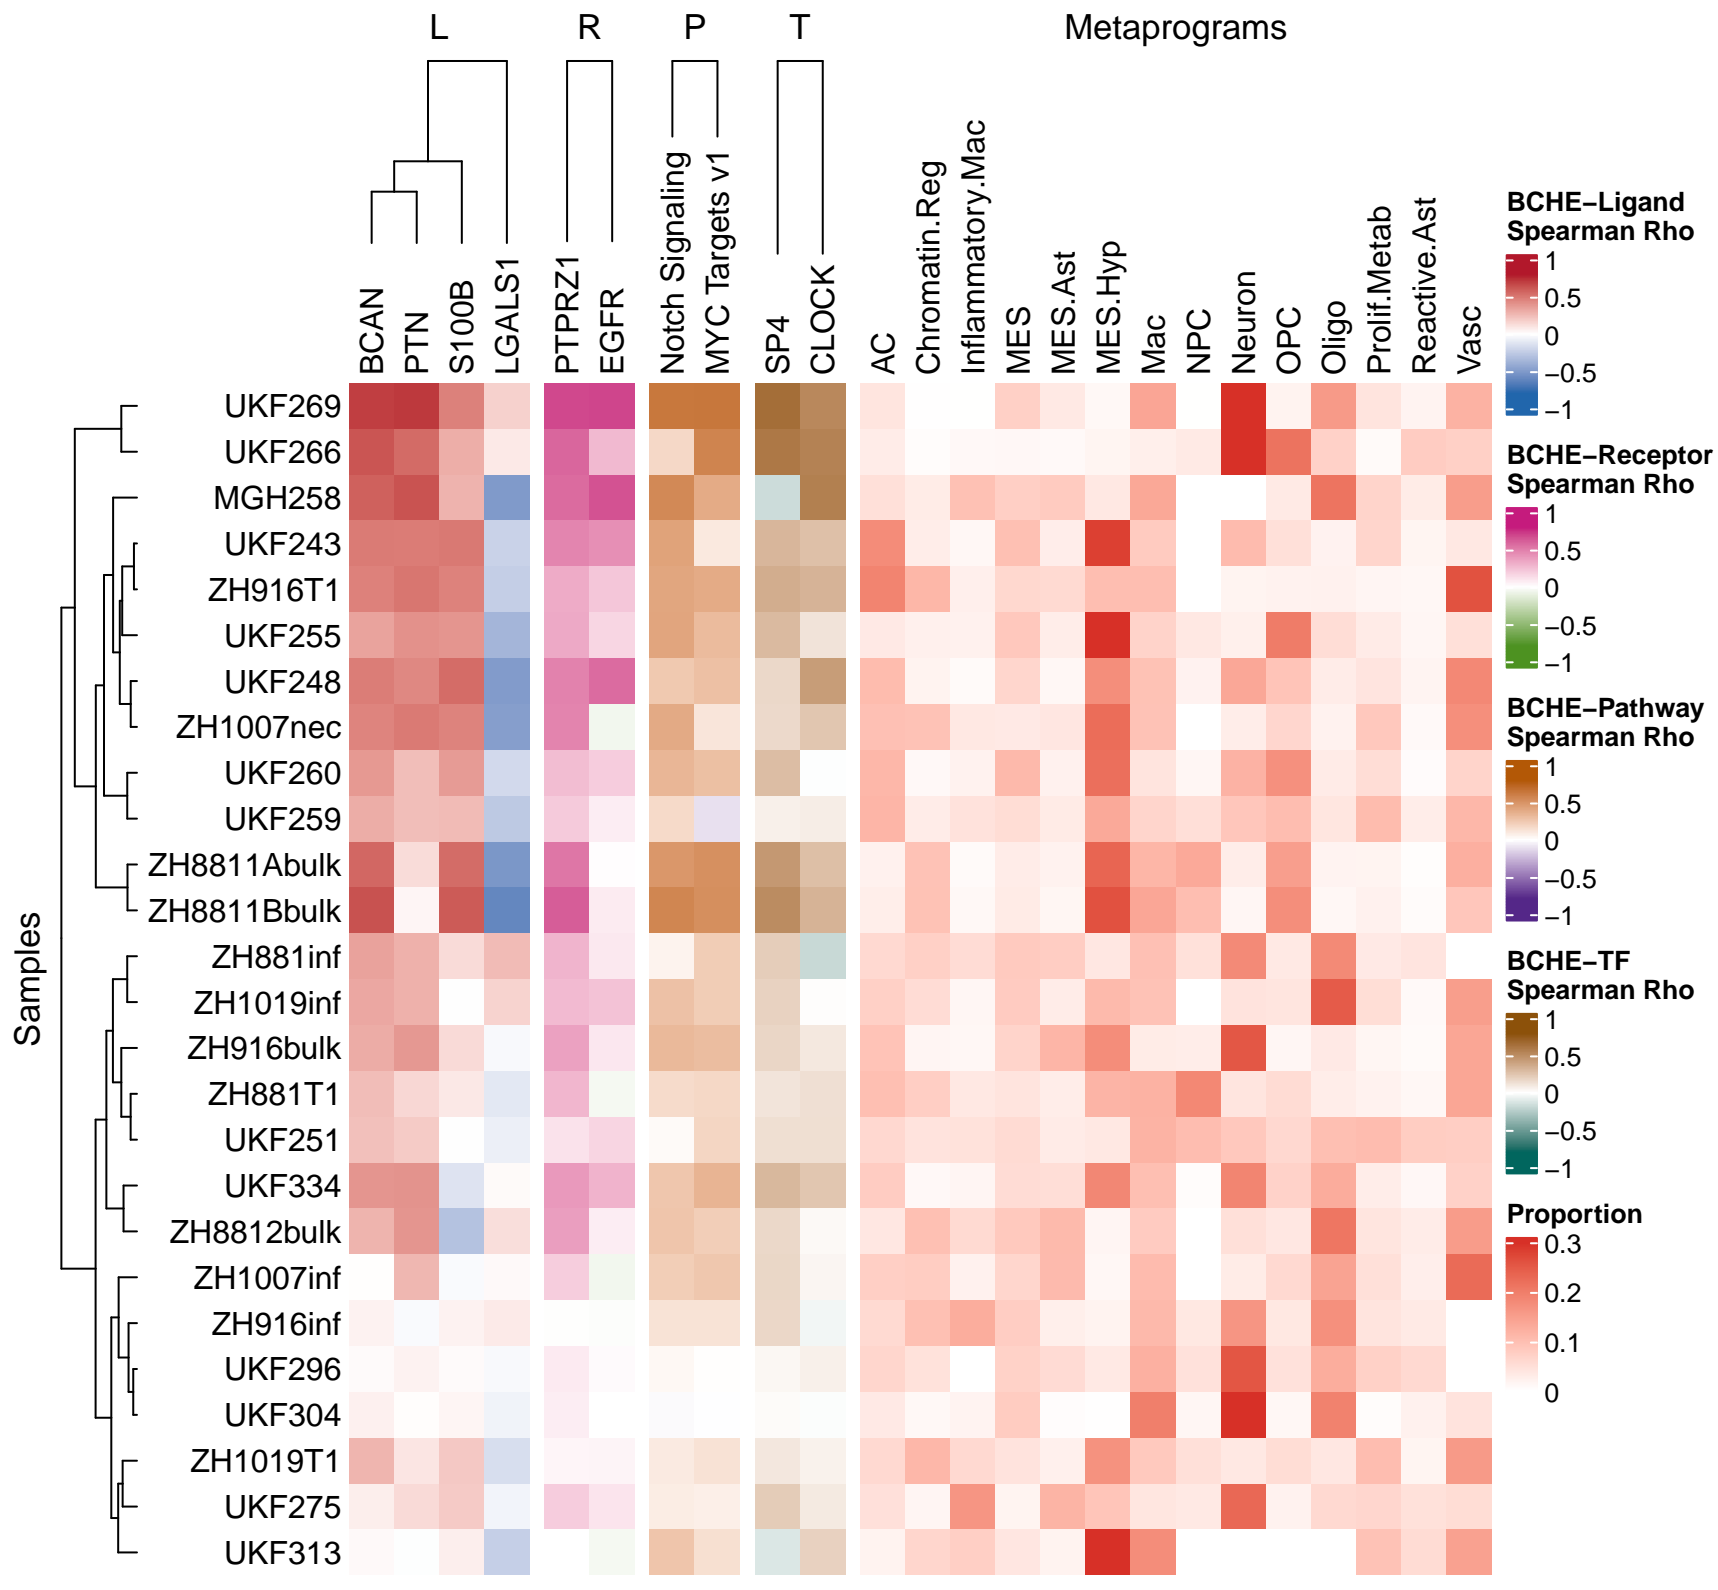 L
R
P
T
Metaprograms
BCAN
PTN
S100B
LGALS1
PTPRZ1
EGFR
Notch Signaling
MYC Targets v1
SP4
CLOCK
AC
Chromatin.Reg
Inflammatory.Mac
MES
MES.Ast
MES.Hyp
Mac
NPC
Neuron
OPC
Oligo
Prolif.Metab
Reactive.Ast
Vasc
Samples
UKF269
UKF266
MGH258
UKF243
ZH916T1
UKF255
UKF248
ZH1007nec
UKF260
UKF259
ZH8811Abulk
ZH8811Bbulk
ZH881inf
ZH1019inf
ZH916bulk
ZH881T1
UKF251
UKF334
ZH8812bulk
ZH1007inf
ZH916inf
UKF296
UKF304
ZH1019T1
UKF275
UKF313
BCHE−Ligand
Spearman Rho
1
0.5
0
−0.5
−1
BCHE−Receptor
Spearman Rho
1
0.5
0
−0.5
−1
BCHE−Pathway
Spearman Rho
1
0.5
0
−0.5
−1
BCHE−TF
Spearman Rho
1
0.5
0
−0.5
−1
Proportion
0.3
0.2
0.1
0